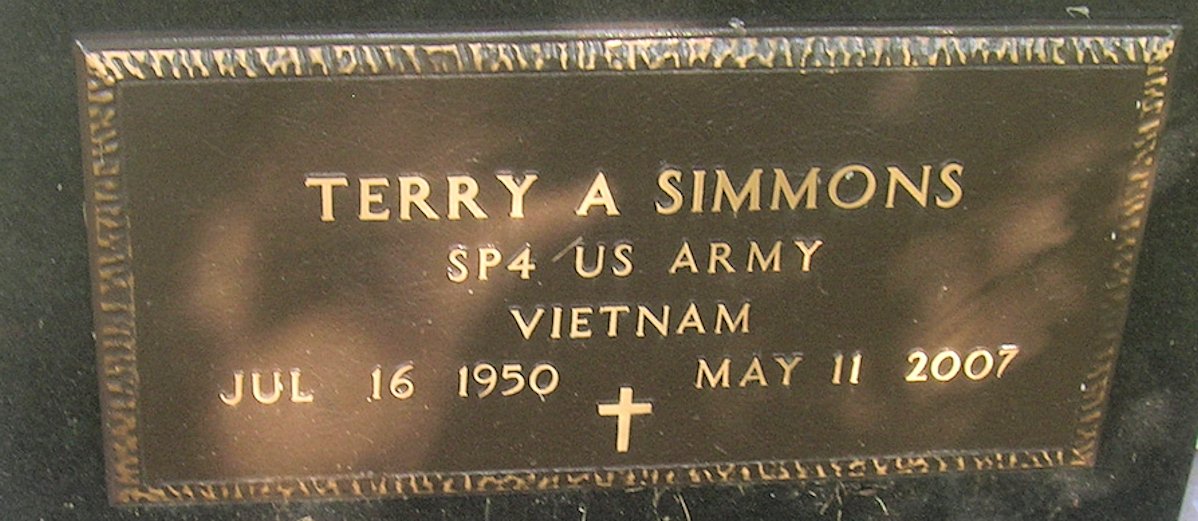 TERRY A SIMMONS
SP4 US ARMY
VIETNAM
JUL 16 1950 MAY 11 2007